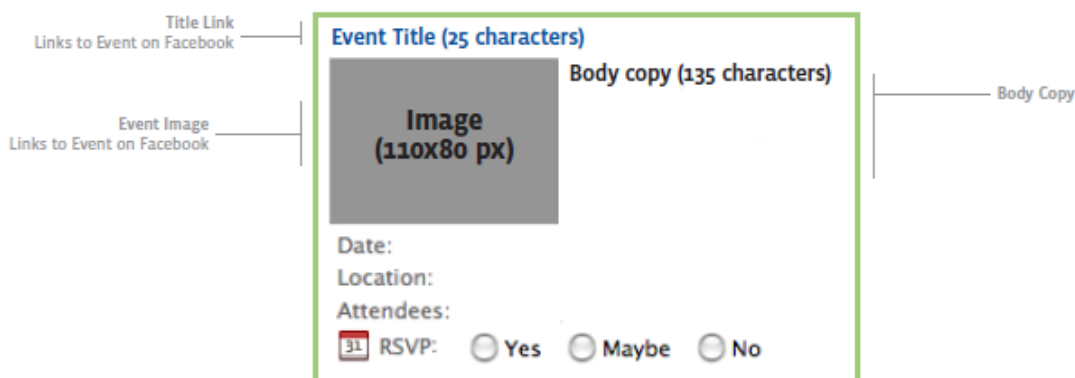 Title Link
Links to Event on Facebook
Event Title (25 characters)
Body copy (135 characters)
Image
(110x80 px)
Event Image
Links to Event on Facebook
Body Copy
Date:
Location:
Attendees:
31 RSVP: Yes Maybe No